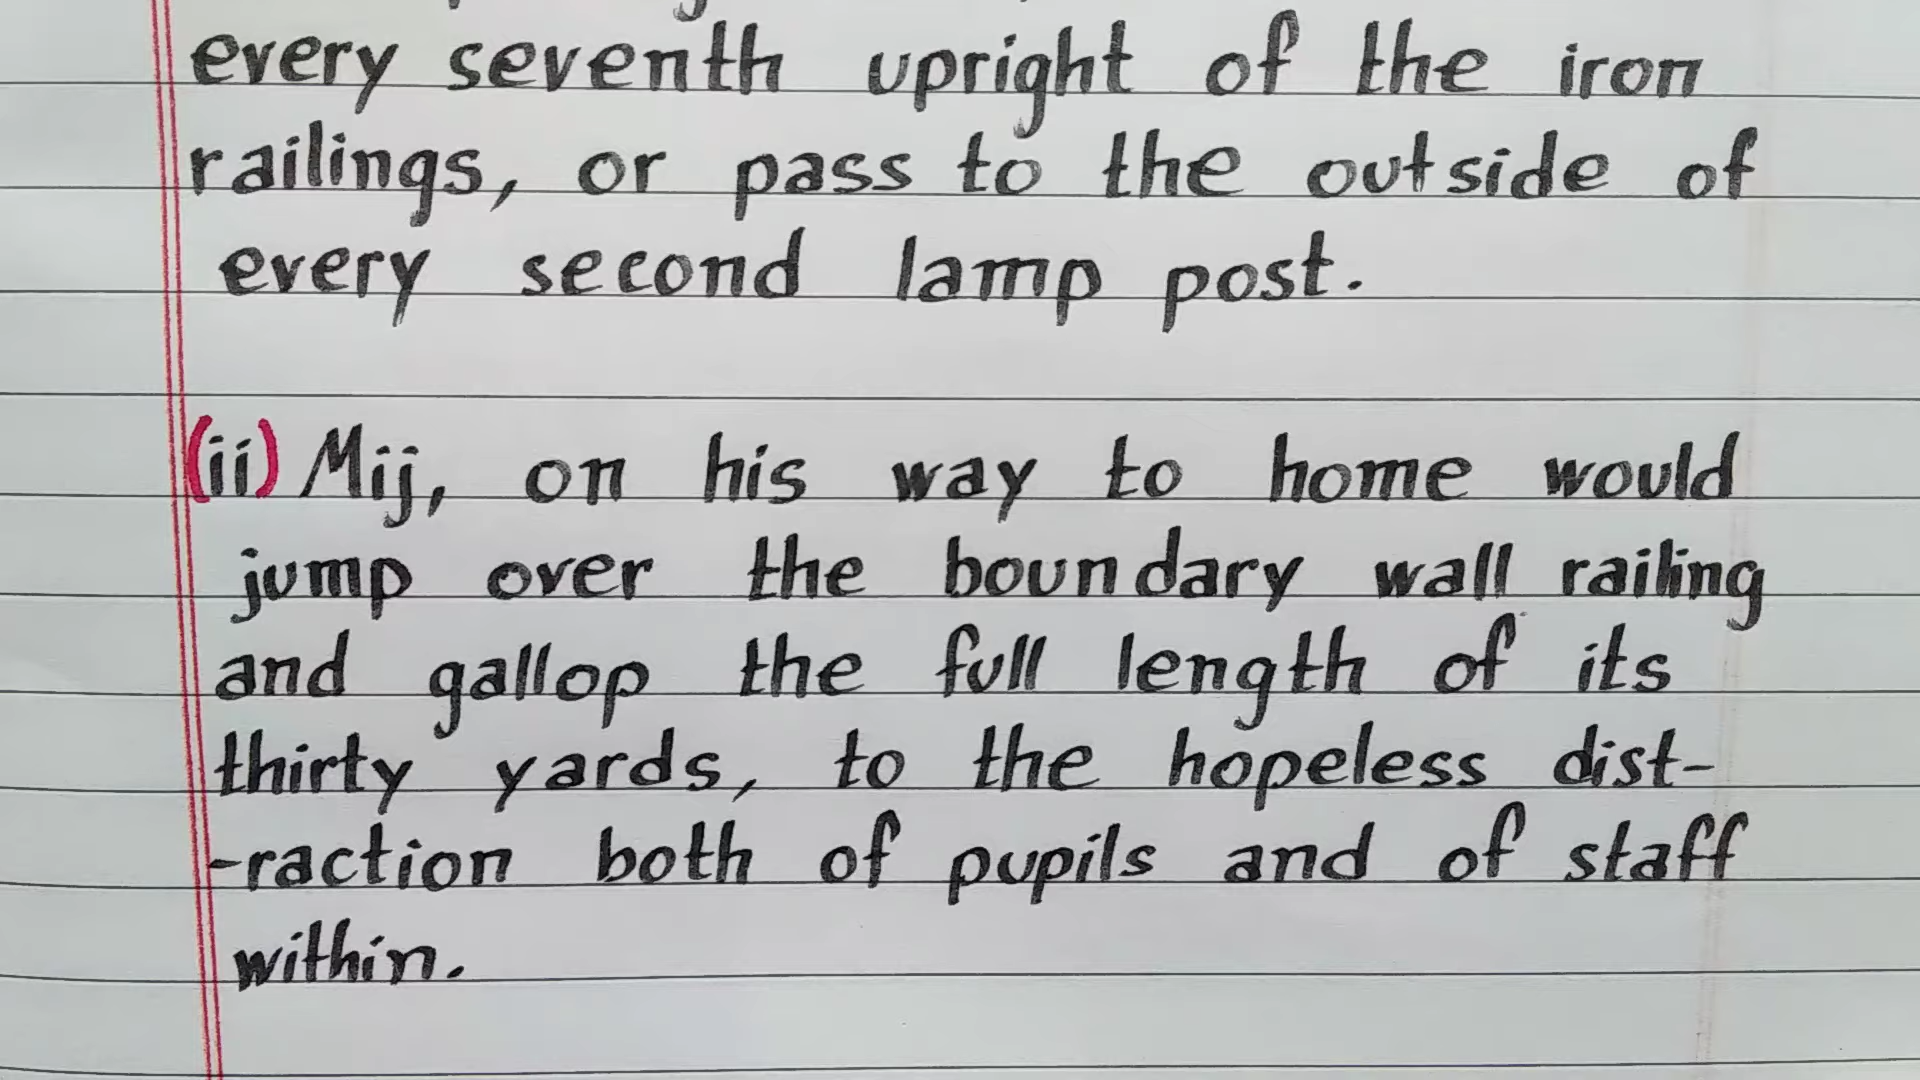 every seventh upright of the iron
railings, or pass to the outside of
every second lamp post.
(ii) Mij, on his way to home would
jump over the boundary wall railing
and gallop the full length of its
thirty yards, to the hopeless dist-
-raction both of pupils and of staff
within.